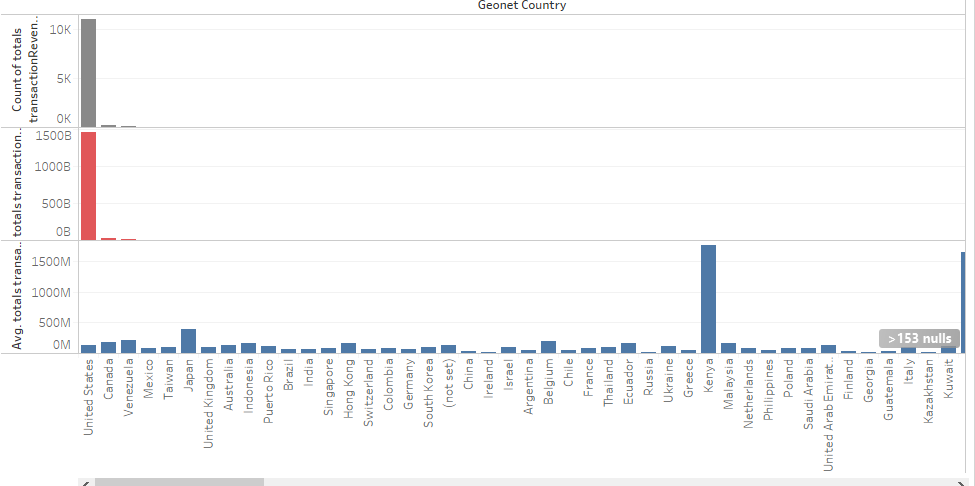 Geonet Country
Count of totals
transactionReven..
10K
5K
0K
totals transaction..
1500B
1000B
500B
0B
Avg. totals transa..
1500M
1000M
500M
0M
>153 nulls
United States
Canada
Venezuela
Mexico
Taiwan
Japan
United Kingdom
Australia
Indonesia
Puerto Rico
Brazil
India
Singapore
Hong Kong
Switzerland
Colombia
Germany
South Korea
(not set)
China
Ireland
Israel
Argentina
Belgium
Chile
France
Thailand
Ecuador
Russia
Ukraine
Greece
Kenya
Malaysia
Netherlands
Philippines
Poland
Saudi Arabia
United Arab Emirat..
Finland
Georgia
Guatemala
Italy
Kazakhstan
Kuwait